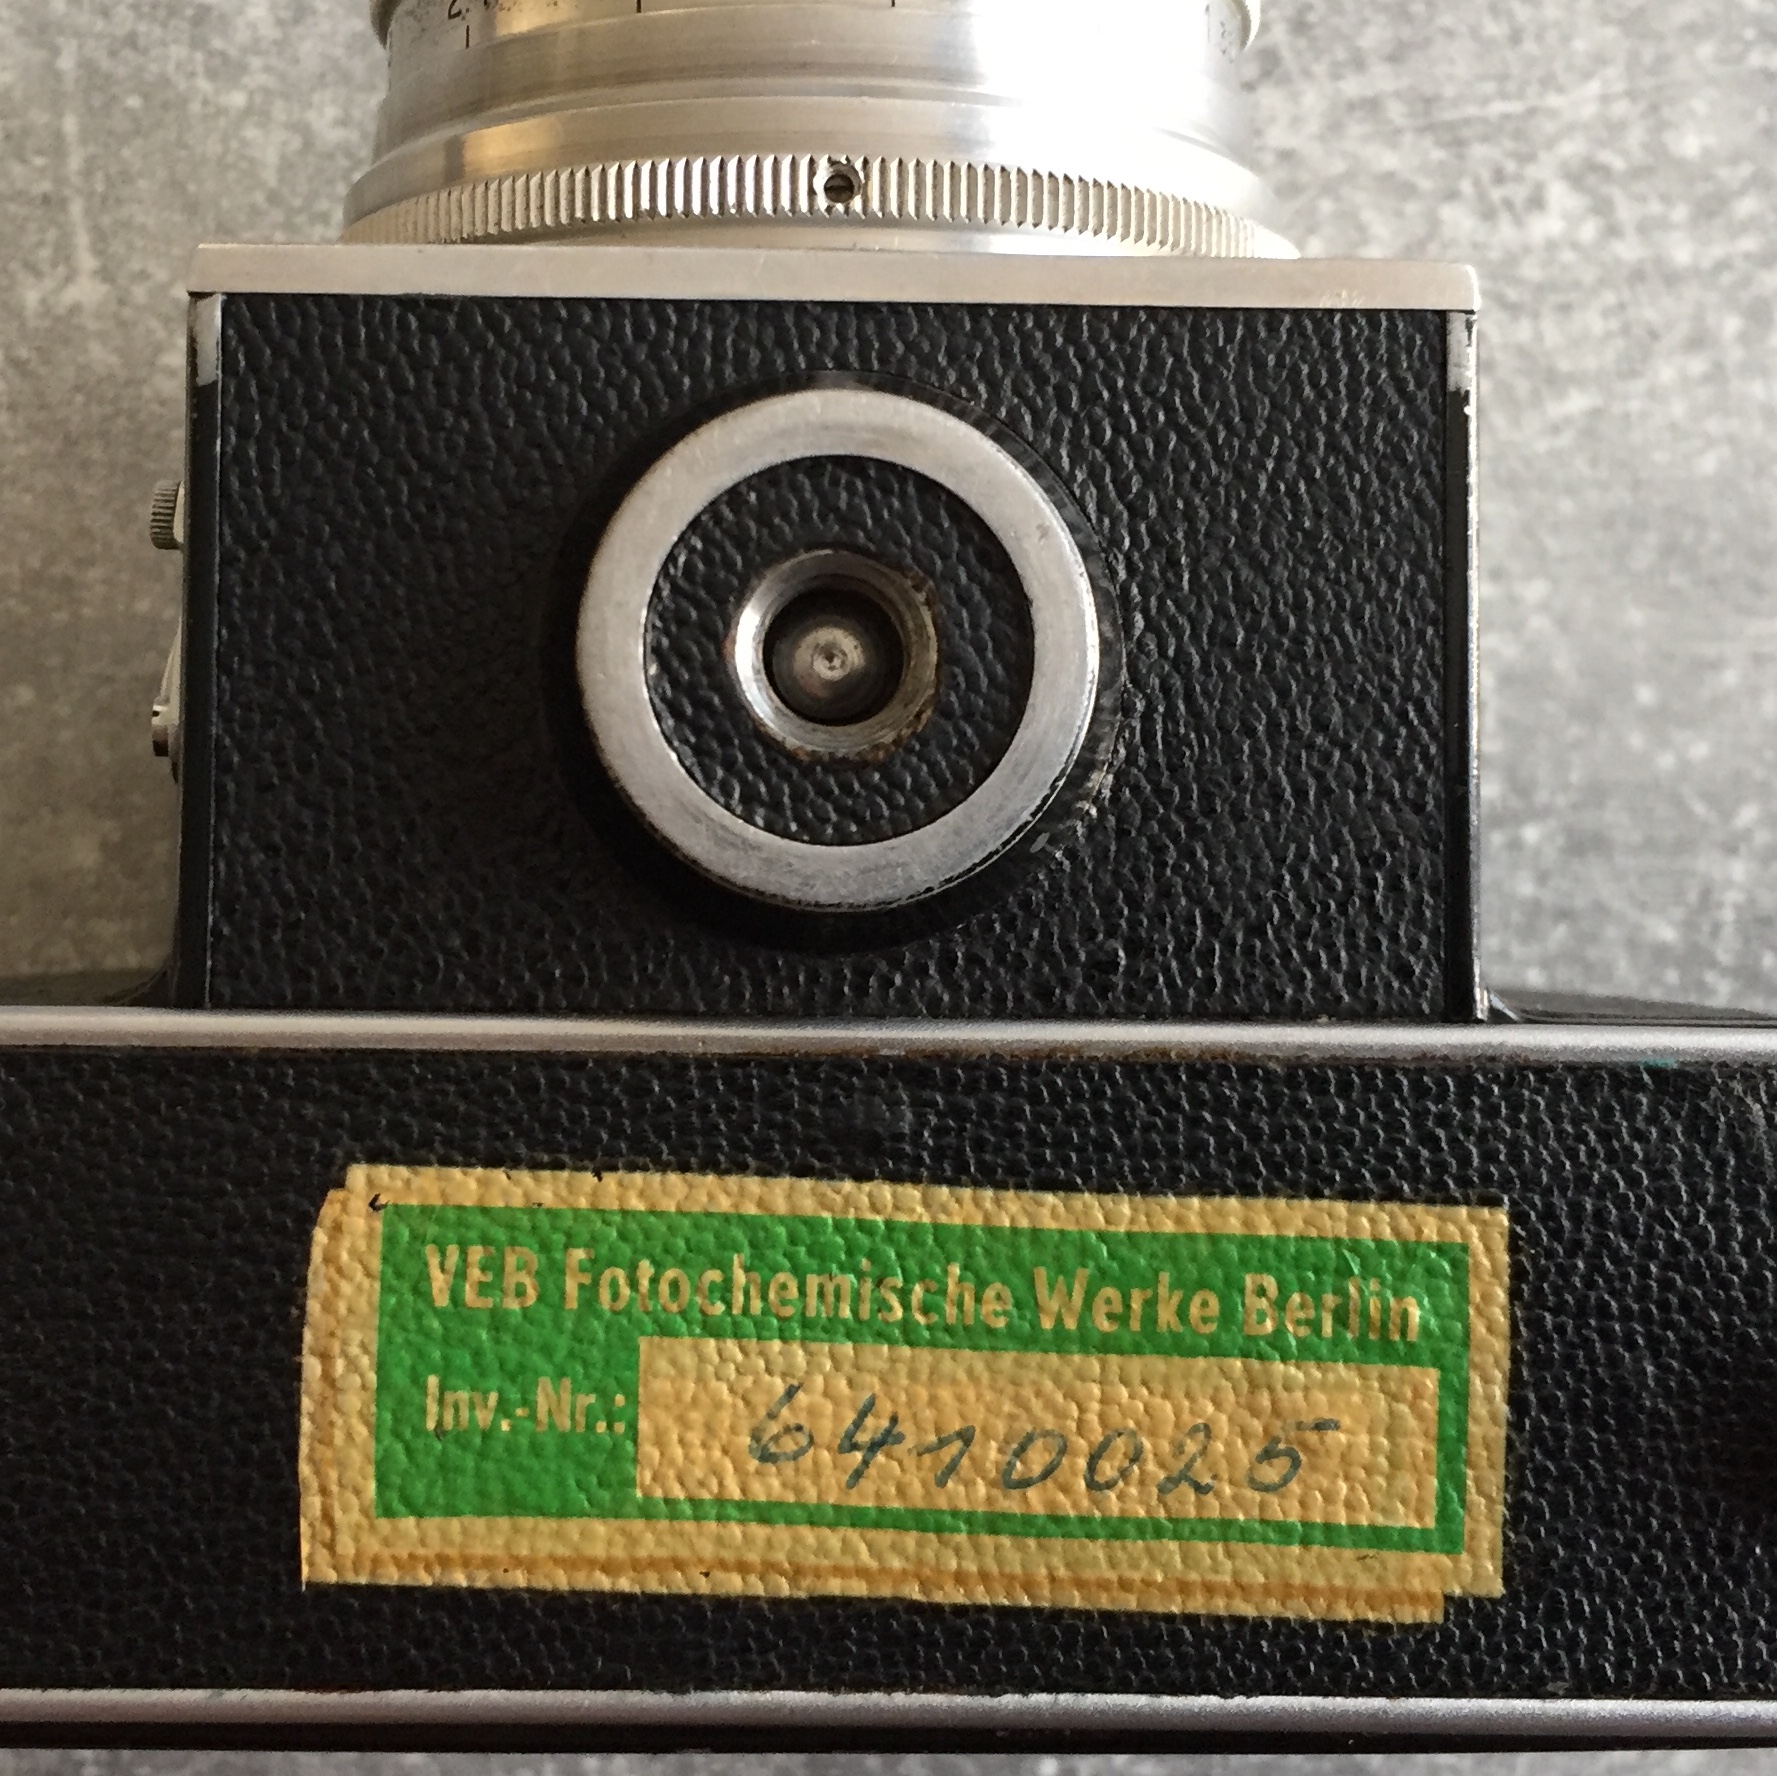 VEB Fotochemische Werke Berlin
Inv.-Nr.: 6410025